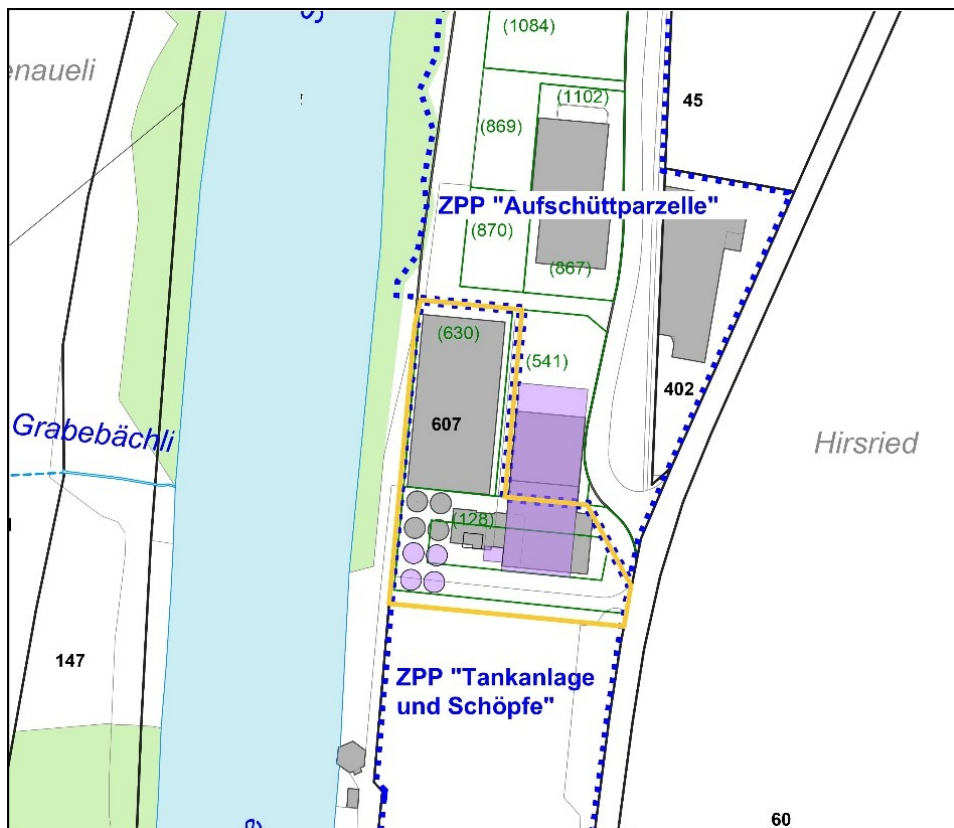 (1084)
enaueli
(1102)
45
(869)
ZPP "Aufschüttparzelle"
(870)
(867)
(630)
(541)
402
607
Grabebächli
Hirsried
(128)
147
ZPP "Tankanlage
und Schöpfe"
60